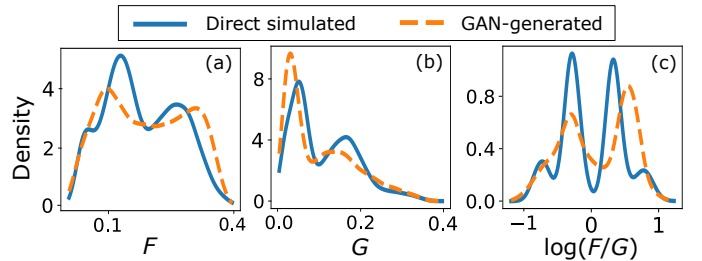 Direct simulated GAN-generated
(a) (b) (c)
Density
4
2
0
8
4
0
0.8
0.4
0
0.1 0.4
0.0 0.2 0.4
−1 0 1
F G log(F/G)